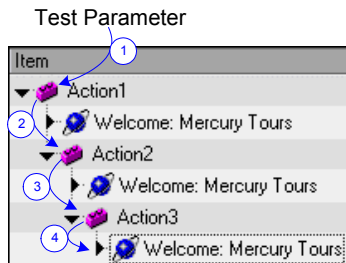 Test Parameter
1
Item
Action1
2
Welcome: Mercury Tours
Action2
3
Welcome: Mercury Tours
Action3
4
Welcome: Mercury Tours